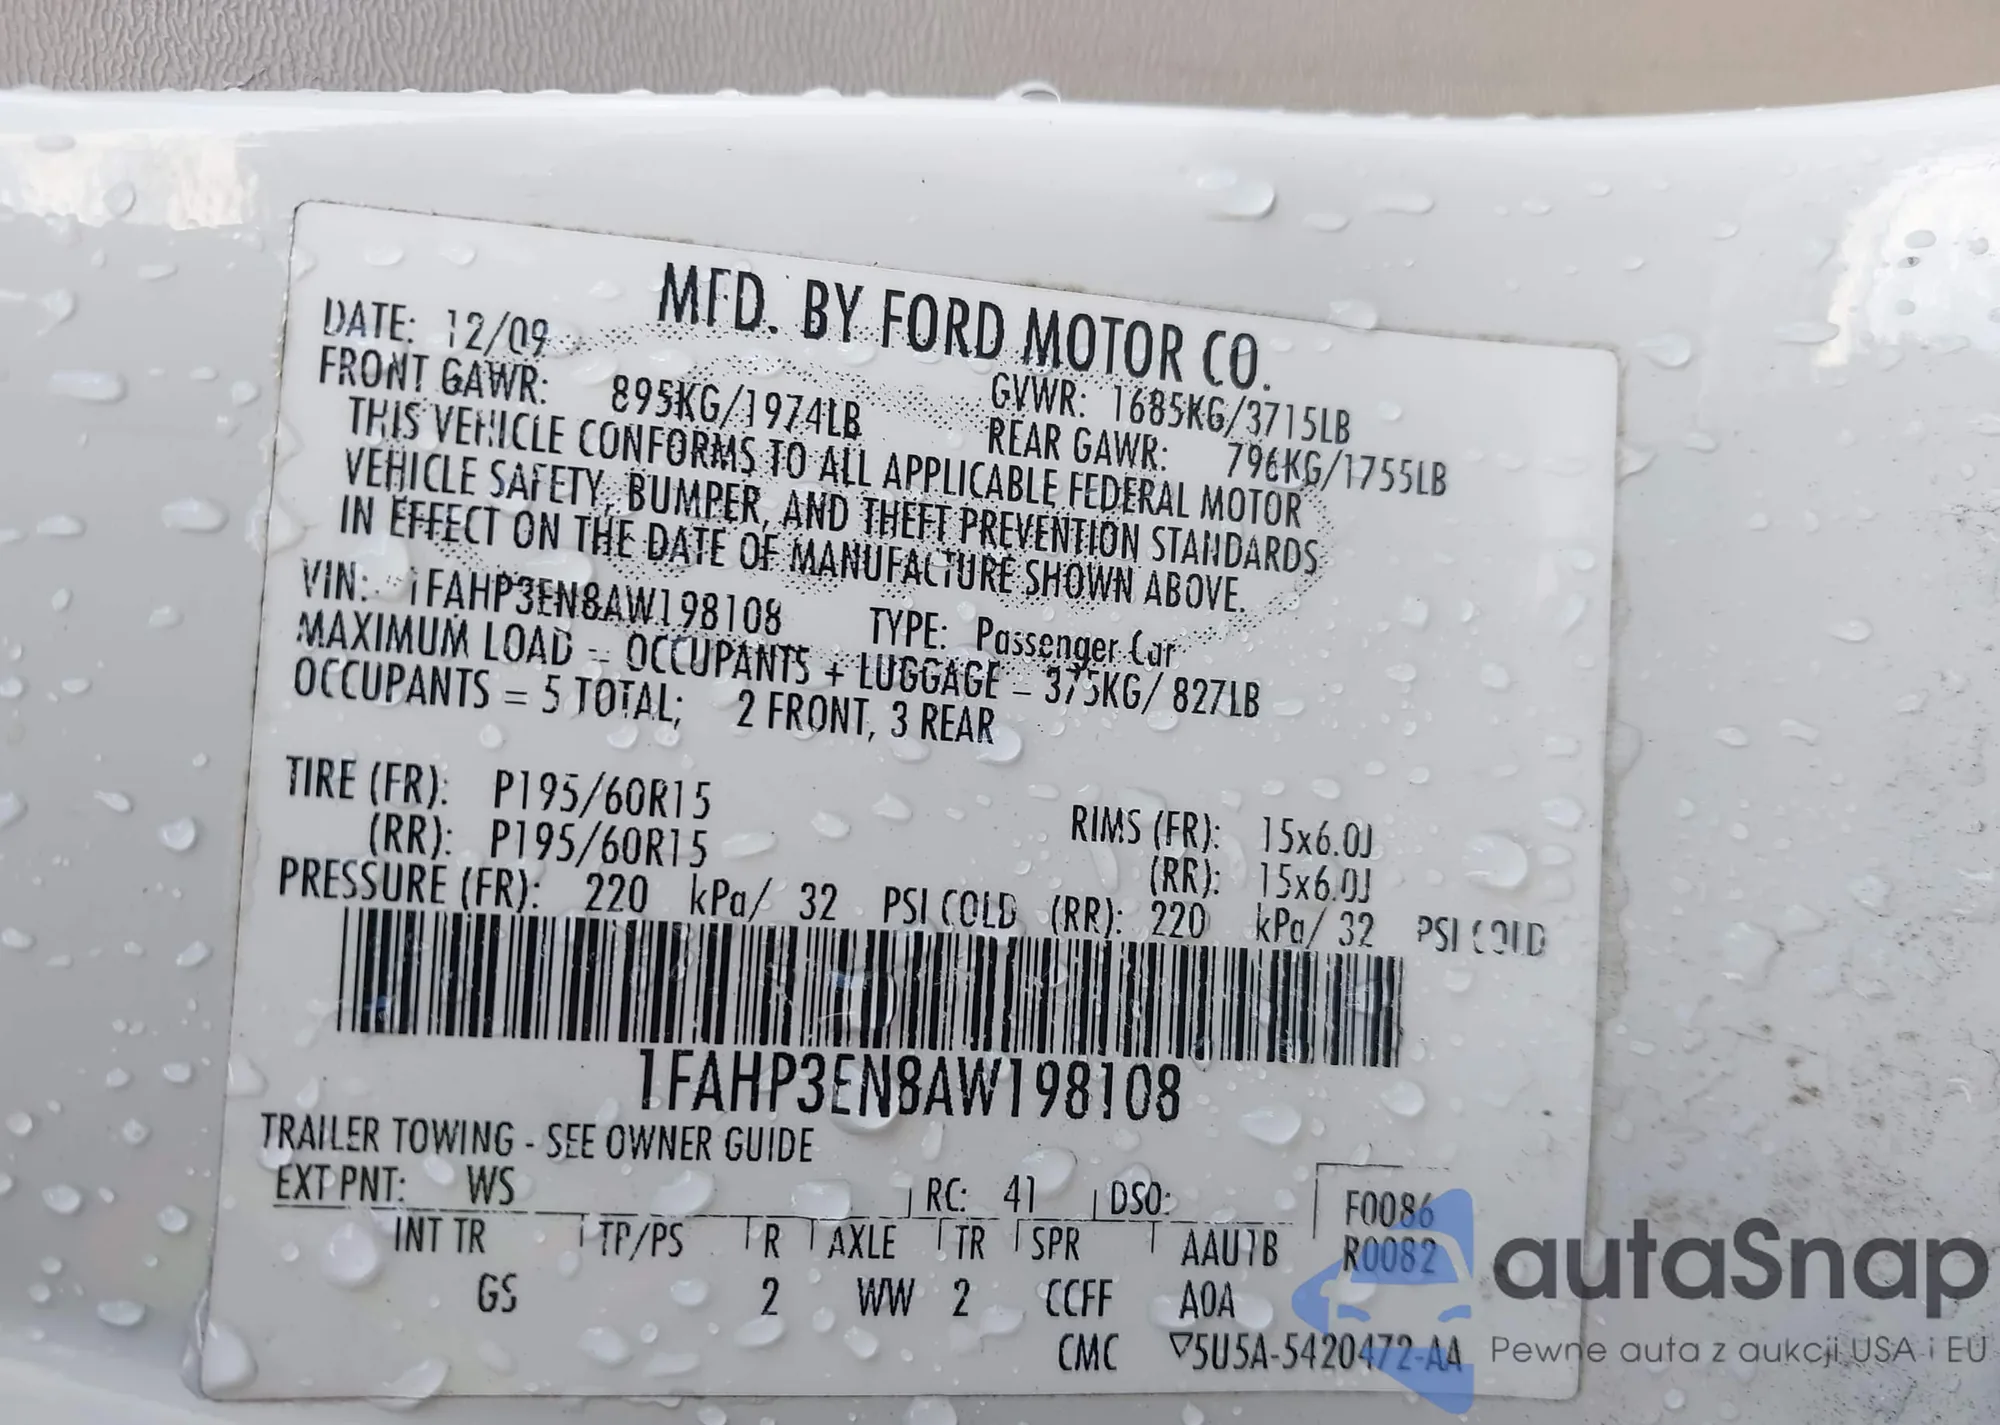 MFD. BY FORD MOTOR CO.
DATE: 12/09 GVWR: 1685KG/3715LB
FRONT GAWR: 895KG/1974LB REAR GAWR: 796KG/1755LB
THIS VEHICLE CONFORMS TO ALL APPLICABLE FEDERAL MOTOR
VEHICLE SAFETY, BUMPER, AND THEFT PREVENTION STANDARDS
IN EFFECT ON THE DATE OF MANUFACTURE SHOWN ABOVE.
VIN: 1FAHP3EN8AW198108 TYPE: Passenger Car
MAXIMUM LOAD = OCCUPANTS + LUGGAGE = 375KG/ 827LB
OCCUPANTS = 5 TOTAL; 2 FRONT, 3 REAR
TIRE (FR): P195/60R15 RIMS (FR): 15x6.0J
(RR): P195/60R15 (RR): 15x6.0J
PRESSURE (FR): 220 kPa/ 32 PSI COLD (RR): 220 kPa/ 32 PSI COLD
1FAHP3EN8AW198108
TRAILER TOWING - SEE OWNER GUIDE
EXT PNT: WS RC: 41 DSO: F0086
INT TR TP/PS R AXLE TR SPR AAU7B R0082
GS 2 WW 2 CCFF AOA
CMC ▽5U5A-5420472-AA
autaSnap
Pewne auta z aukcji USA i EU